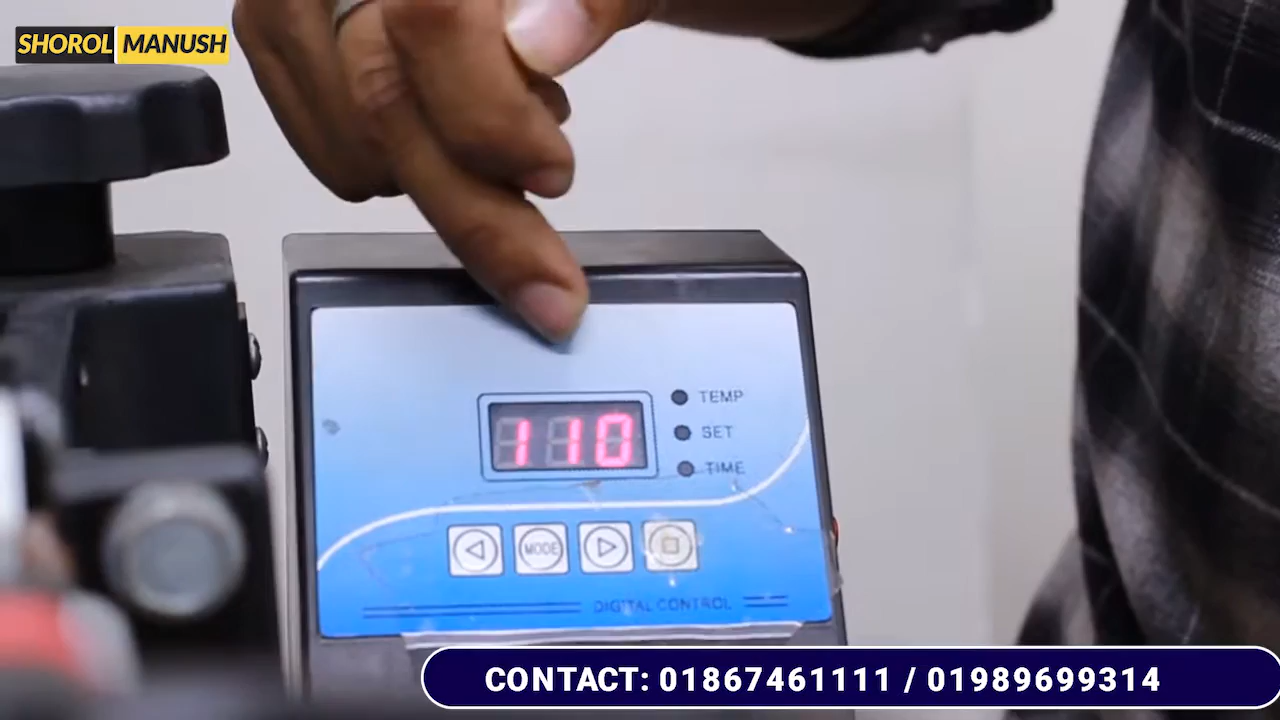 SHOROL MANUSH
110
TEMP
SET
TIME
MODE
DIGITAL CONTROL
CONTACT: 01867461111 / 01989699314